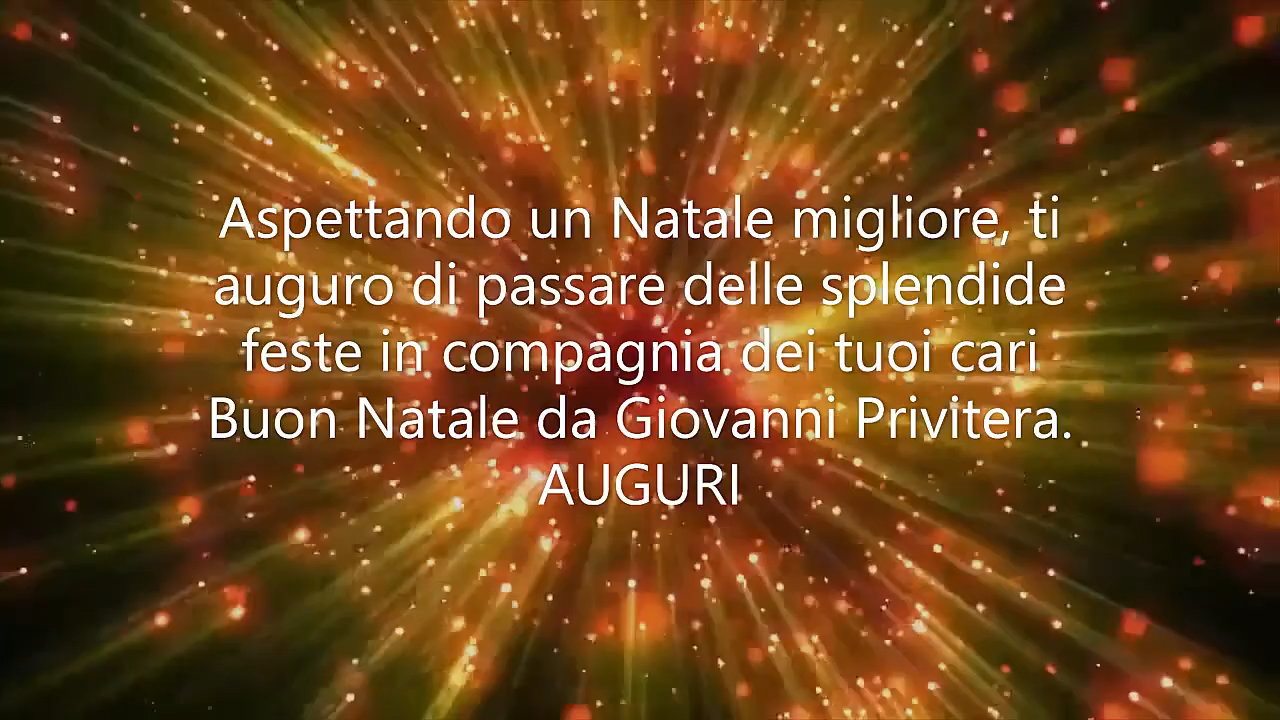 Aspettando un Natale migliore, ti
auguro di passare delle splendide
feste in compagnia dei tuoi cari
Buon Natale da Giovanni Privitera.
AUGURI